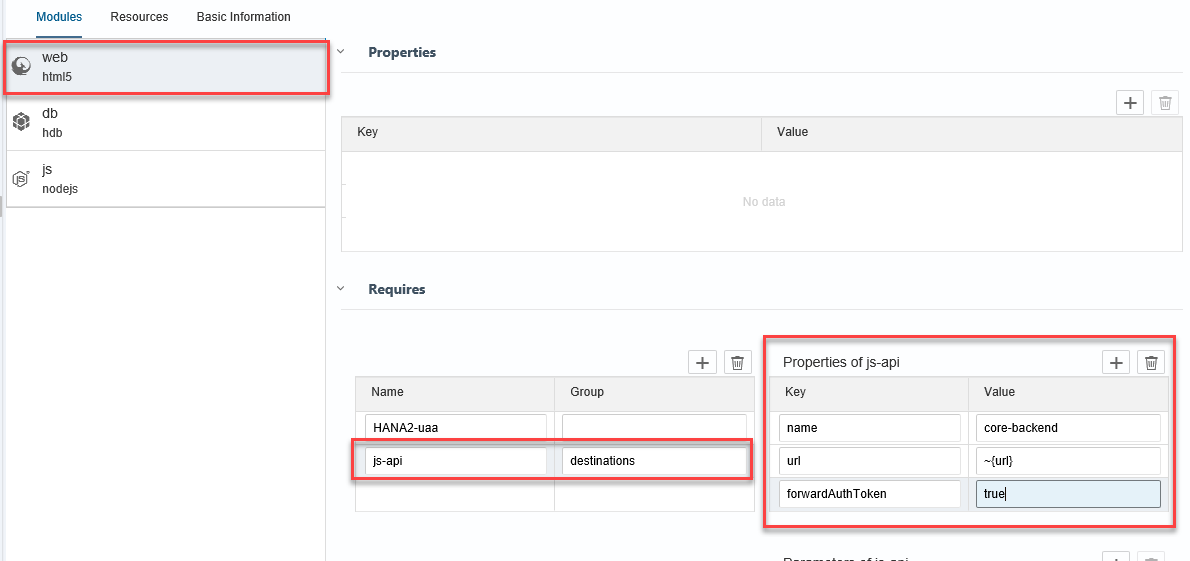 Modules Resources Basic Information
web
html5
db
hdb
js
nodejs
Properties
Key Value
No data
Requires
Name Group
HANA2-uaa
js-api destinations
Properties of js-api
Key Value
name core-backend
url ~{url}
forwardAuthToken true